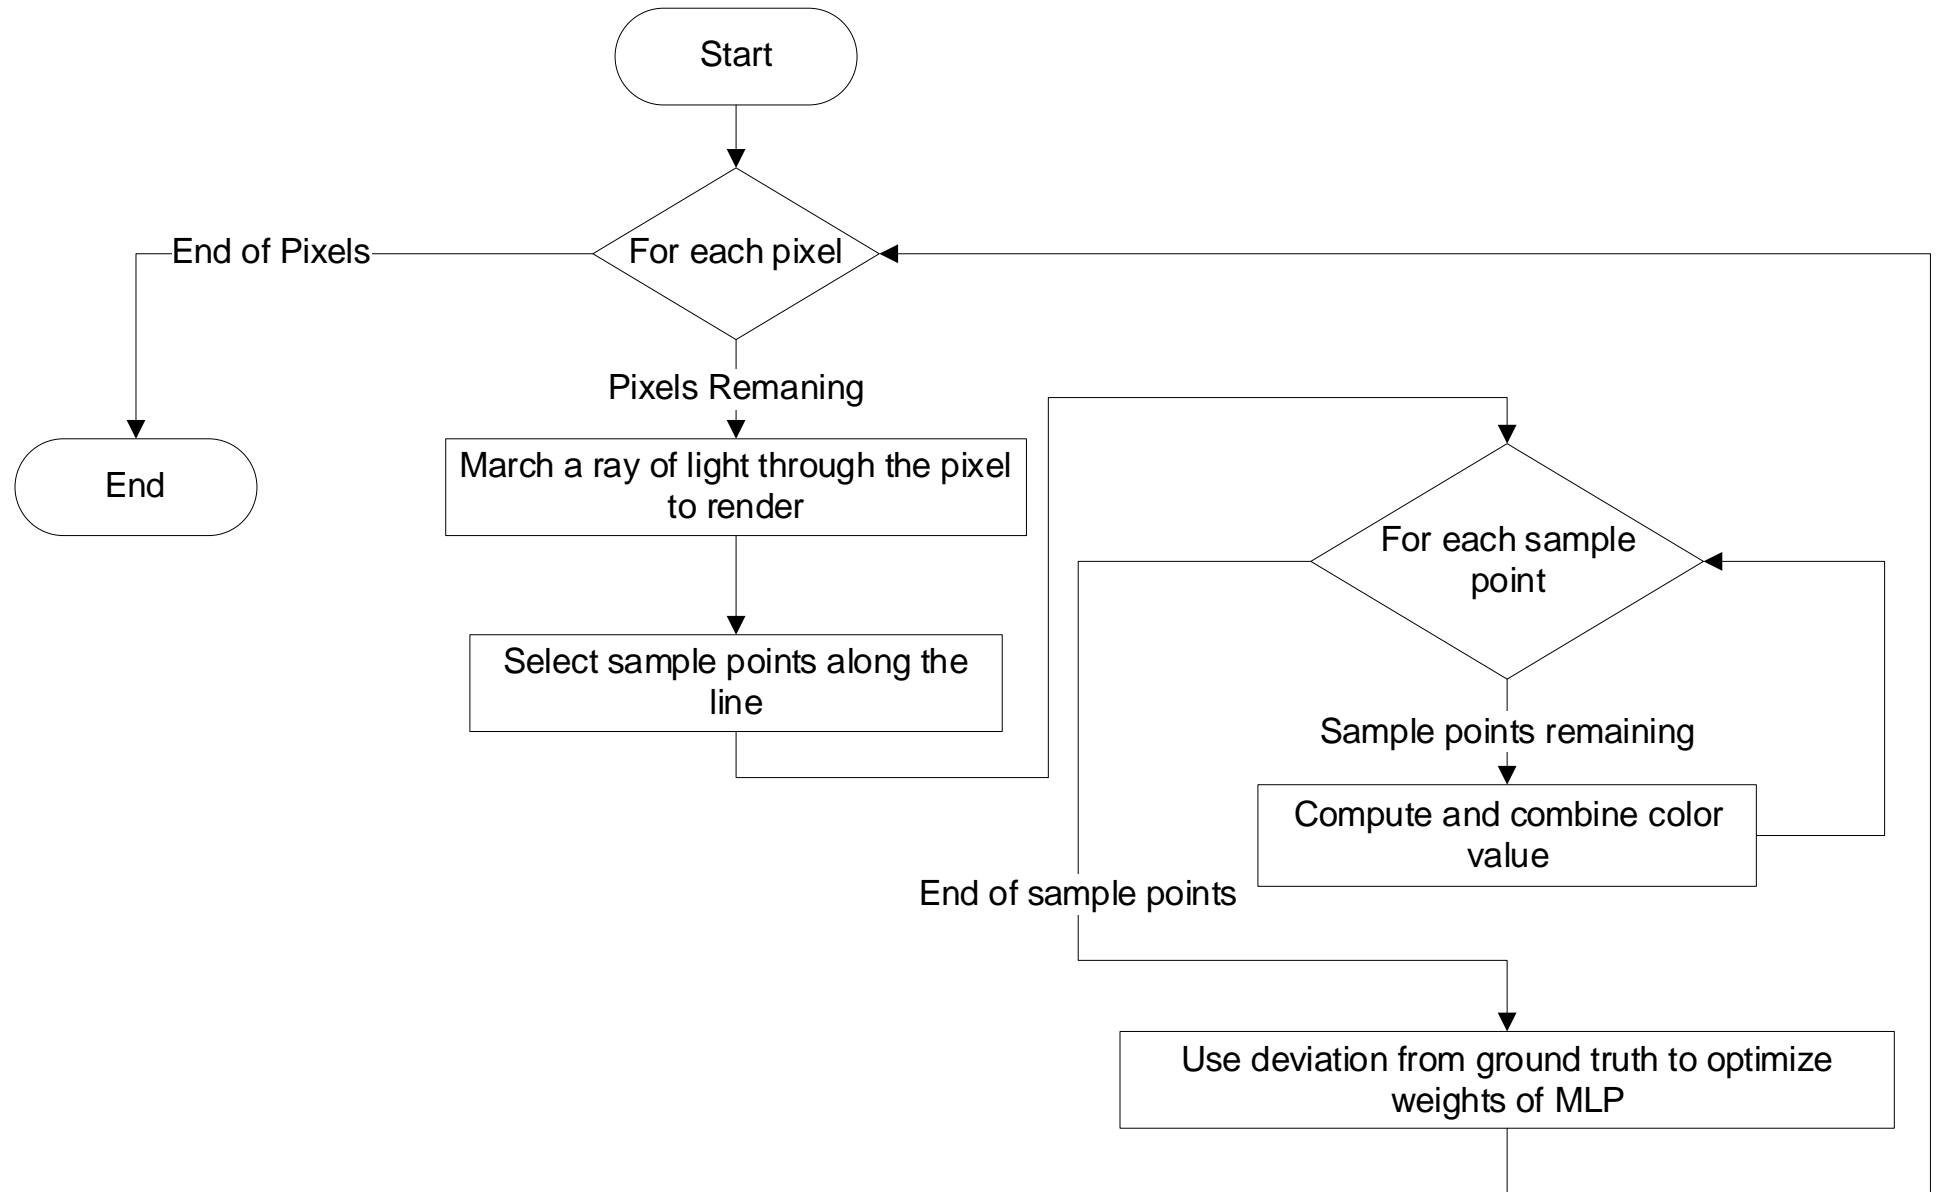 Start
For each pixel
End of Pixels
Pixels Remaning
End
March a ray of light through the pixel
to render
Select sample points along the
line
For each sample
point
Sample points remaining
Compute and combine color
value
End of sample points
Use deviation from ground truth to optimize
weights of MLP